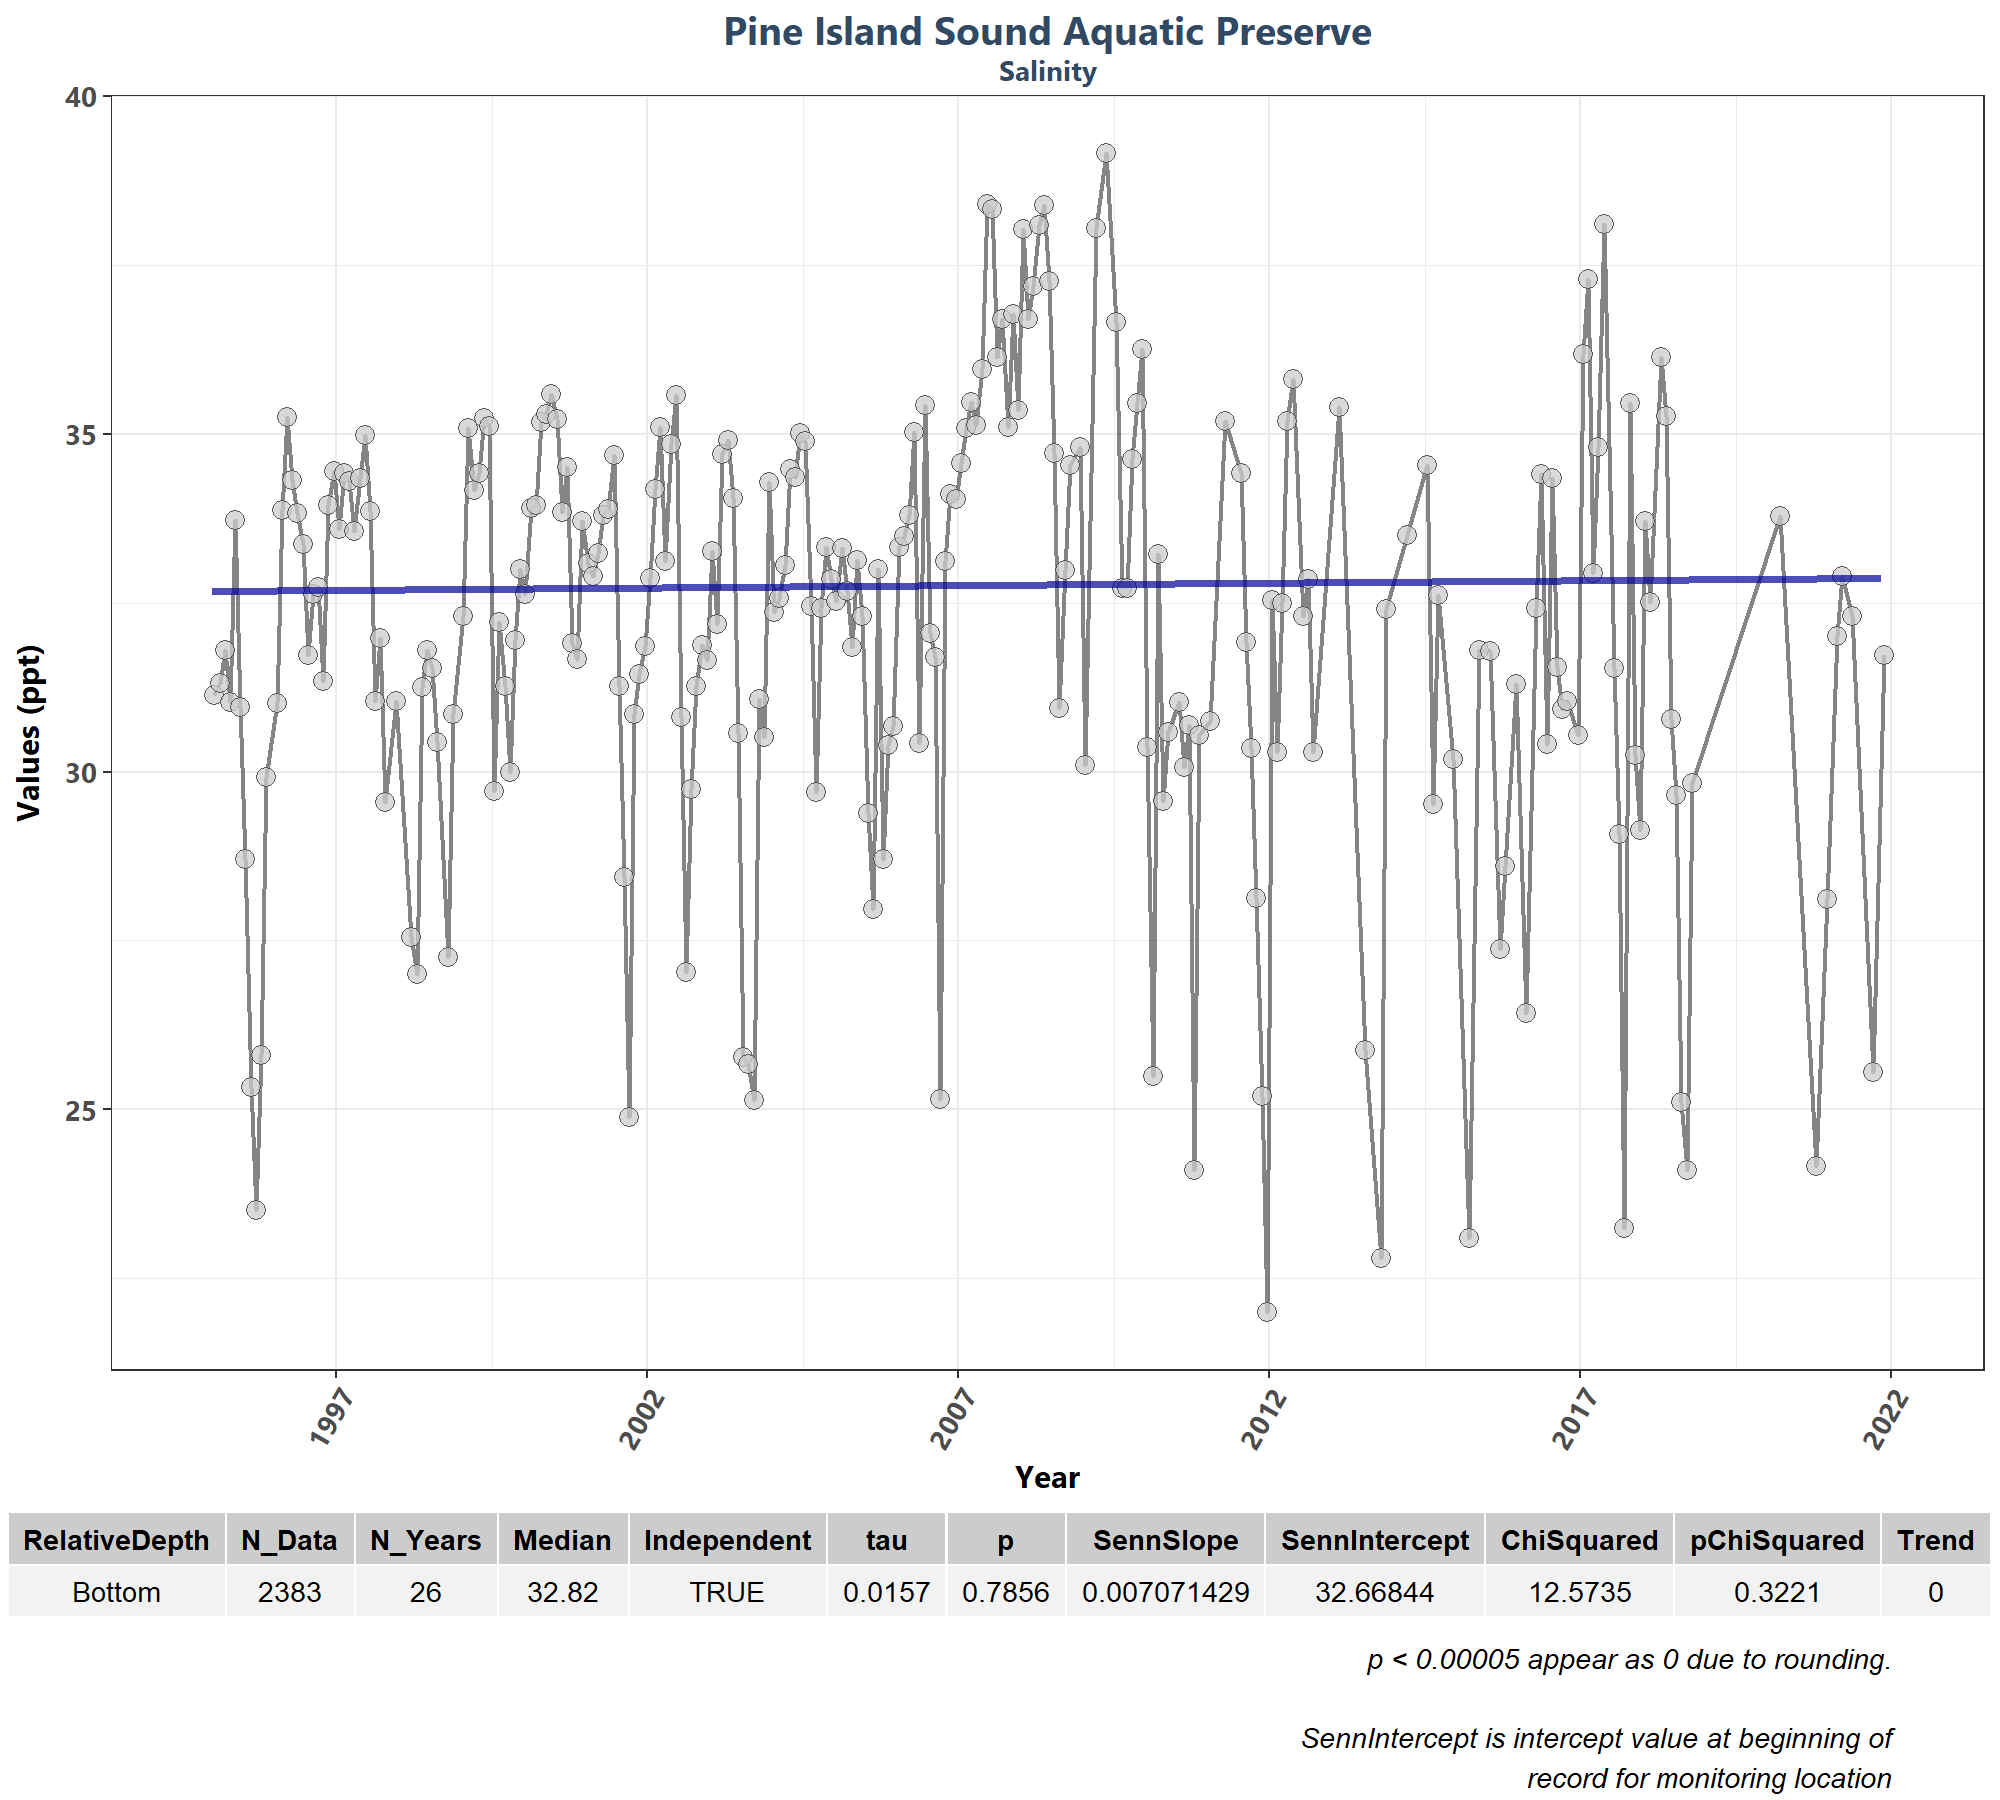 Pine Island Sound Aquatic Preserve
Salinity
40
35
30
25
Values (ppt)
1997
2002
2007
2012
2017
2022
Year
RelativeDepth N_Data N_Years Median Independent tau p SennSlope SennIntercept ChiSquared pChiSquared Trend
Bottom 2383 26 32.82 TRUE 0.0157 0.7856 0.007071429 32.66844 12.5735 0.3221 0
p < 0.00005 appear as 0 due to rounding.
SennIntercept is intercept value at beginning of
record for monitoring location